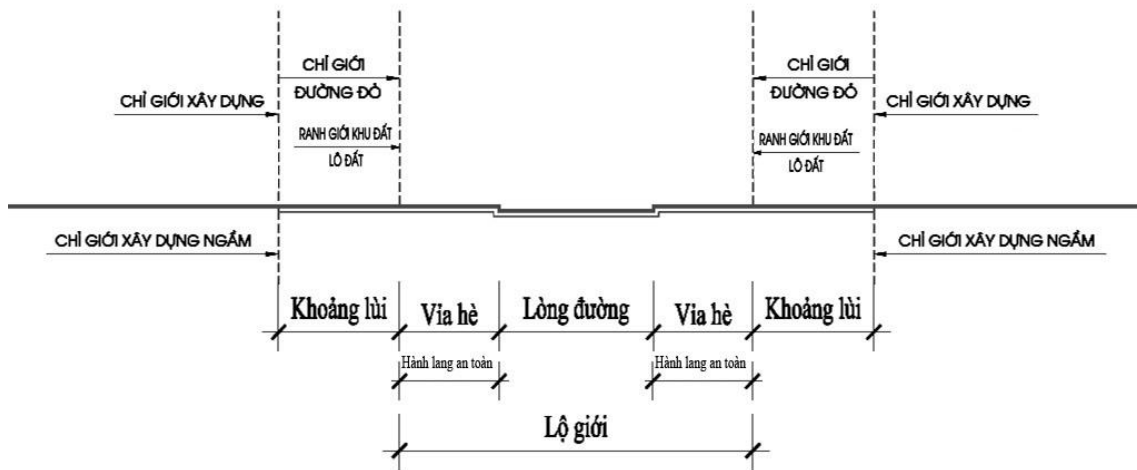 CHỈ GIỚI
ĐƯỜNG ĐỎ
CHỈ GIỚI XÂY DỰNG
RANH GIỚI KHU ĐẤT
LÔ ĐẤT
CHỈ GIỚI
ĐƯỜNG ĐỎ
CHỈ GIỚI XÂY DỰNG
RANH GIỚI KHU ĐẤT
LÔ ĐẤT
CHỈ GIỚI XÂY DỰNG NGẦM
CHỈ GIỚI XÂY DỰNG NGẦM
Khoảng lùi
Vỉa hè
Lòng đường
Vỉa hè
Khoảng lùi
Hành lang an toàn
Hành lang an toàn
Lộ giới